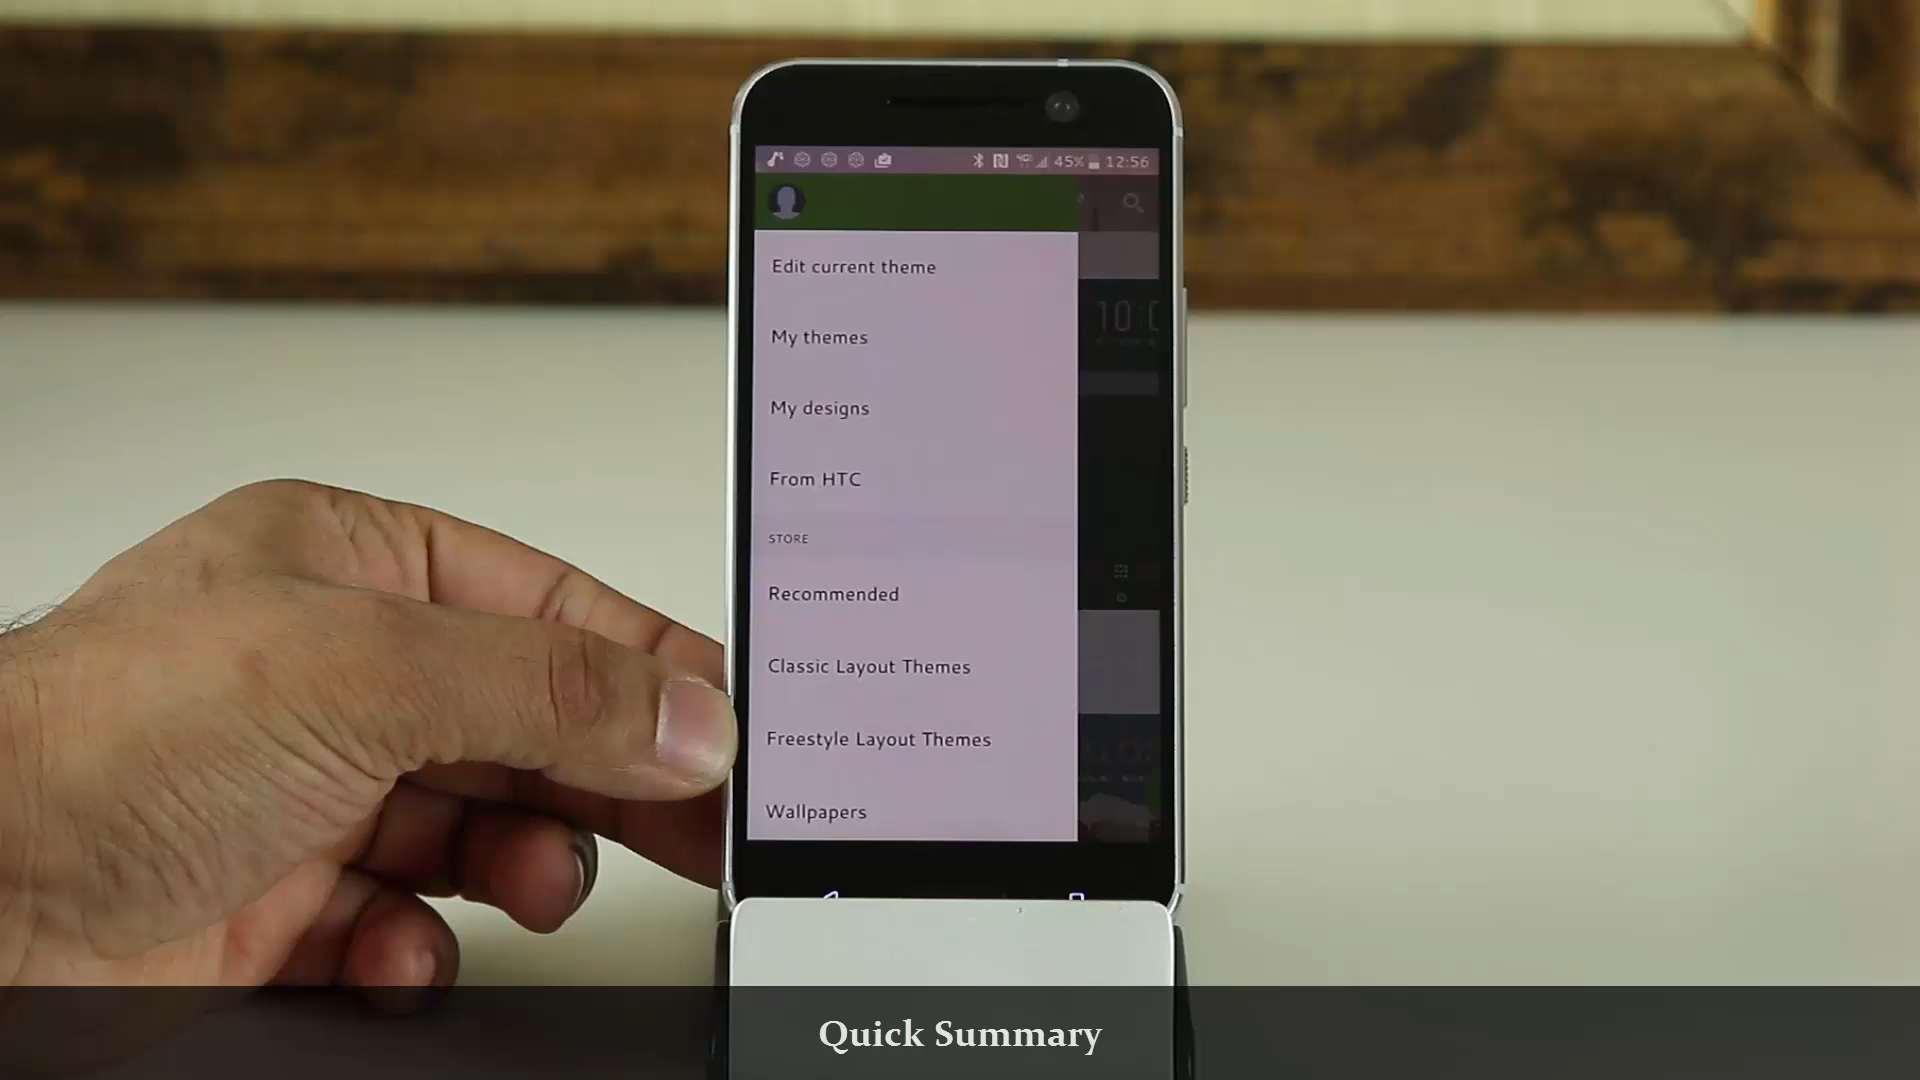 45% 12:56
Edit current theme
My themes
My designs
From HTC
STORE
Recommended
Classic Layout Themes
Freestyle Layout Themes
Wallpapers
Quick Summary